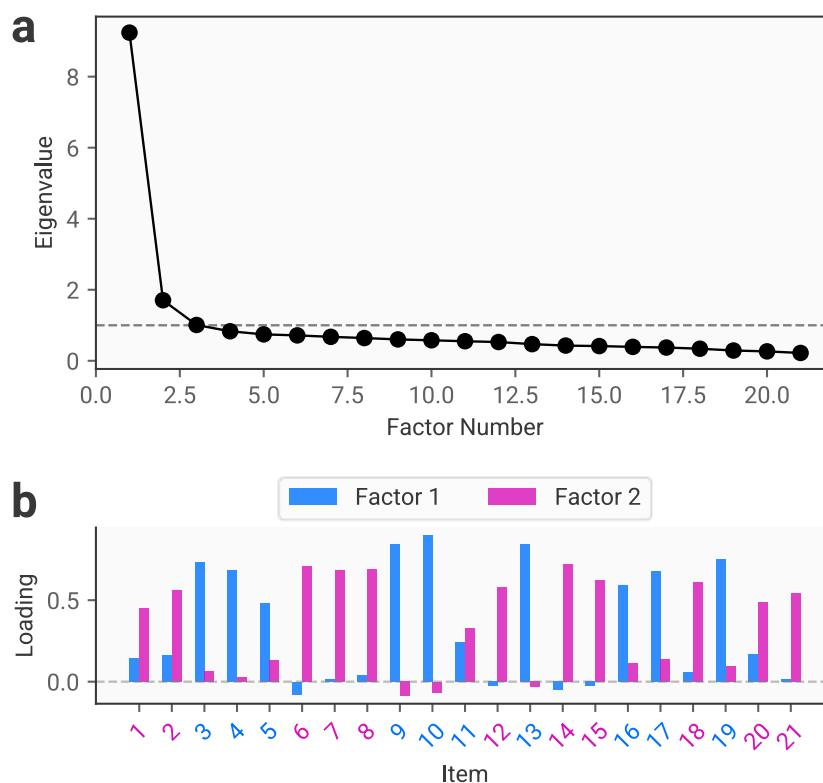 a
8
6
4
2
0
Eigenvalue
0.0 2.5 5.0 7.5 10.0 12.5 15.0 17.5 20.0
Factor Number
b
Factor 1 Factor 2
0.5
0.0
Loading
1 2 3 4 5 6 7 8 9 10 11 12 13 14 15 16 17 18 19 20 21
Item